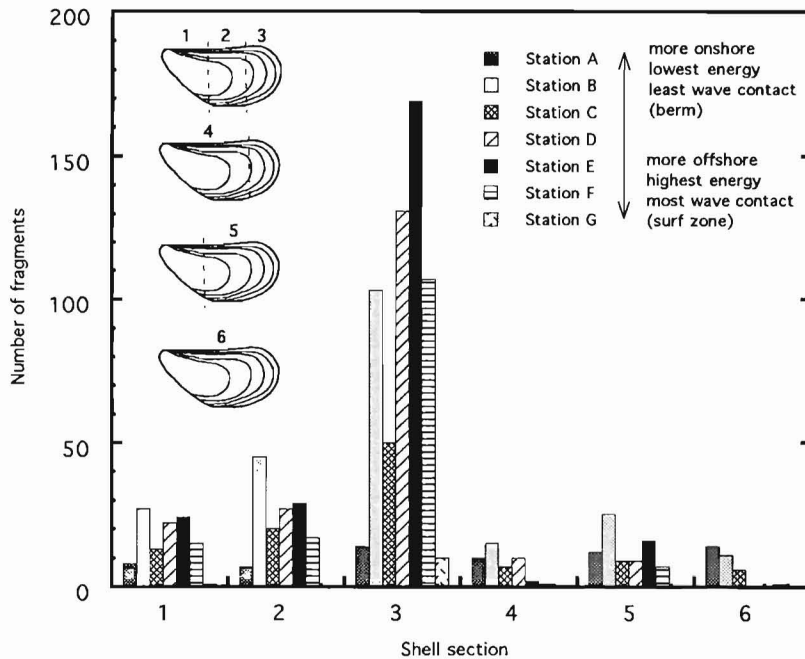 200
150
100
50
0
Number of fragments
1 2 3
4
5
6
Station A
Station B
Station C
Station D
Station E
Station F
Station G
more onshore
lowest energy
least wave contact
(berm)
more offshore
highest energy
most wave contact
(surf zone)
1 2 3 4 5 6
Shell section